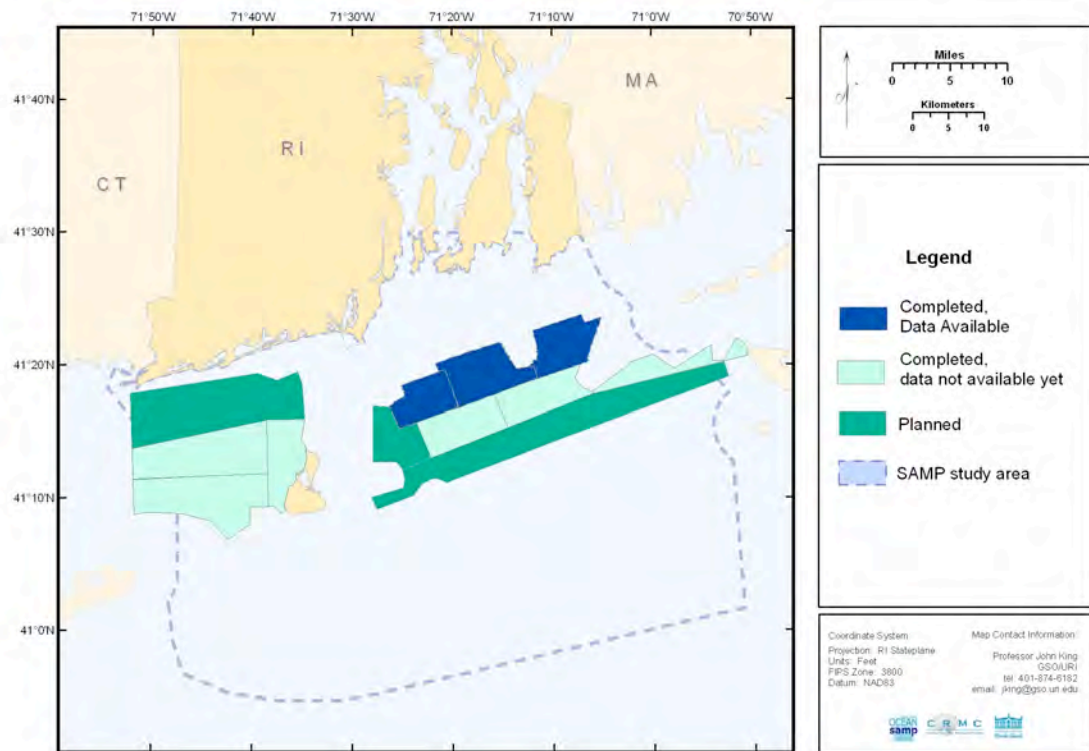 71°50'W 71°40'W 71°30'W 71°20'W 71°10'W 71°0'W 70°50'W
41°40'N
41°30'N
41°20'N
41°10'N
41°0'N
MA
RI
CT
Miles
0 5 10
Kilometers
0 5 10
Legend
Completed,
Data Available
Completed,
data not available yet
Planned
SAMP study area
Coordinate System
Projection: RI Stateplane
Units: Feet
FIPS Zone: 3800
Datum: NAD83
Map Contact Information:
Professor John King
GSO/URI
tel: 401-874-6182
email: jking@gso.uri.edu
OCEAN
samp
CRMC